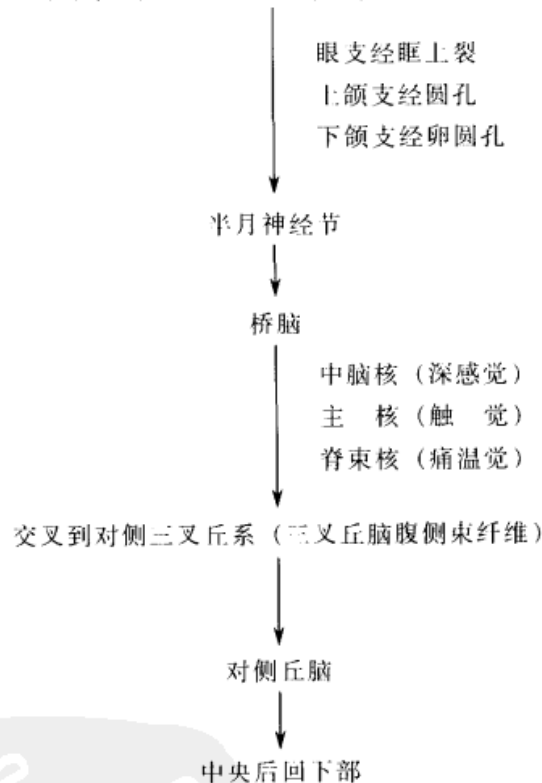 眼支经眶上裂
上颌支经圆孔
下颌支经卵圆孔
半月神经节
桥脑
中脑核（深感觉）
主　核（触　觉）
脊束核（痛温觉）
交叉到对侧三叉丘系（三叉丘脑腹侧束纤维）
对侧丘脑
中央后回下部